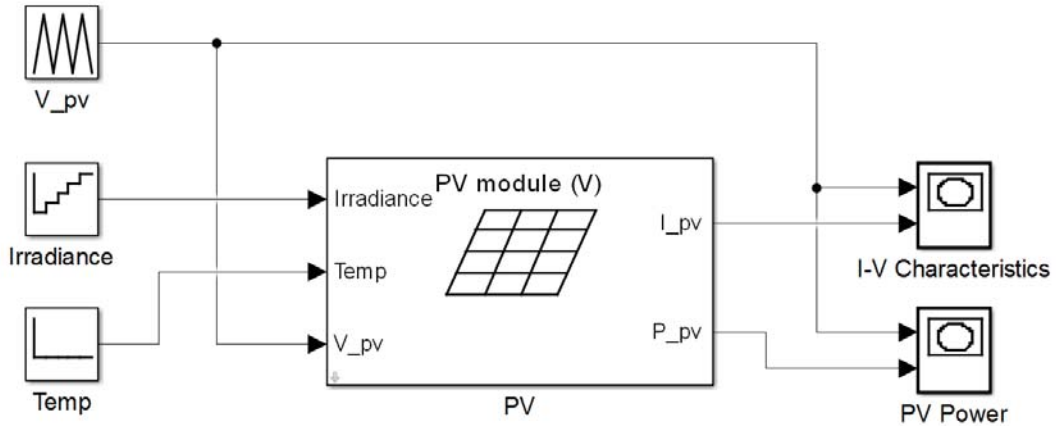 V_pv
PV module (V)
Irradiance
I_pv
Irradiance
Temp
I-V Characteristics
V_pv
P_pv
Temp
PV
PV Power